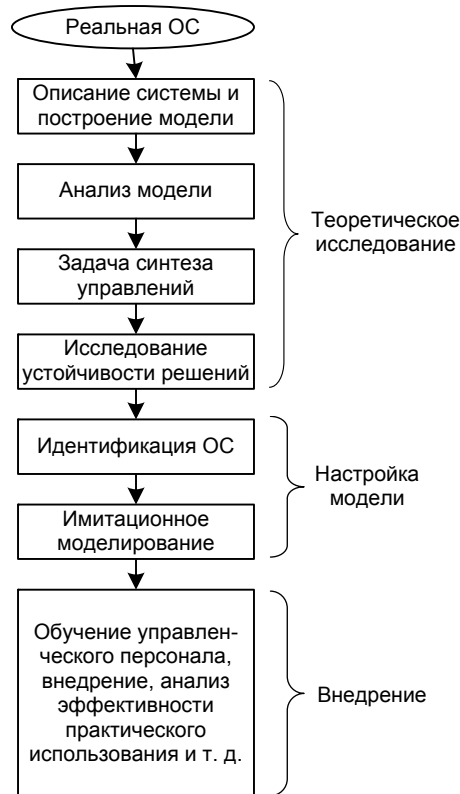 Реальная ОС
Описание системы и
построение модели
Анализ модели
Задача синтеза
управлений
Исследование
устойчивости решений
Теоретическое
исследование
Идентификация ОС
Имитационное
моделирование
Настройка
модели
Обучение управлен-
ческого персонала,
внедрение, анализ
эффективности
практического
использования и т. д.
Внедрение